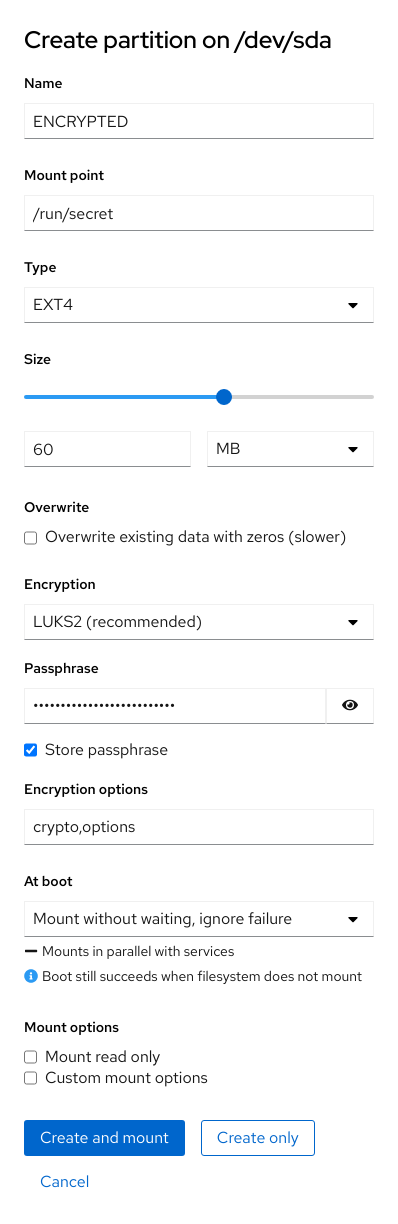 Create partition on /dev/sda
Name
ENCRYPTED
Mount point
/run/secret
Type
EXT4
Size
60
MB
Overwrite
Overwrite existing data with zeros (slower)
Encryption
LUKS2 (recommended)
Passphrase
••••••••••••••••••••••••••
Store passphrase
Encryption options
crypto,options
At boot
Mount without waiting, ignore failure
Mounts in parallel with services
Boot still succeeds when filesystem does not mount
Mount options
Mount read only
Custom mount options
Create and mount
Create only
Cancel